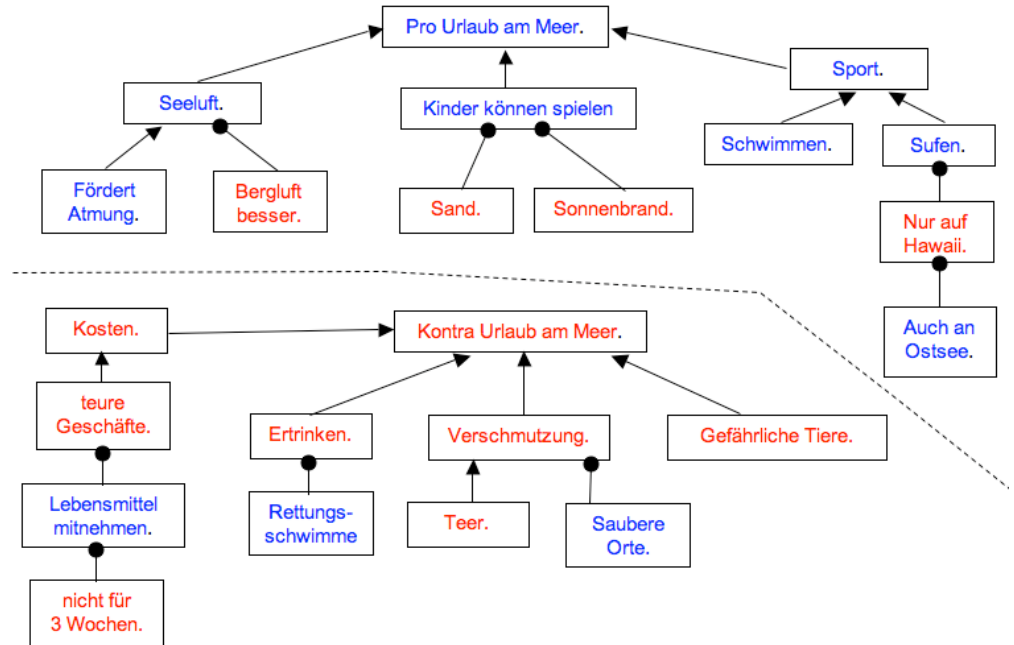 Pro Urlaub am Meer.
Sport.
Seeluft.
Kinder können spielen
Schwimmen.
Sufen.
Fördert
Atmung.
Bergluft
besser.
Sand.
Sonnenbrand.
Nur auf
Hawaii.
Auch an
Ostsee.
Kosten.
Kontra Urlaub am Meer.
teure
Geschäfte.
Ertrinken.
Verschmutzung.
Gefährliche Tiere.
Lebensmittel
mitnehmen.
Rettungs-
schwimme
Teer.
Saubere
Orte.
nicht für
3 Wochen.